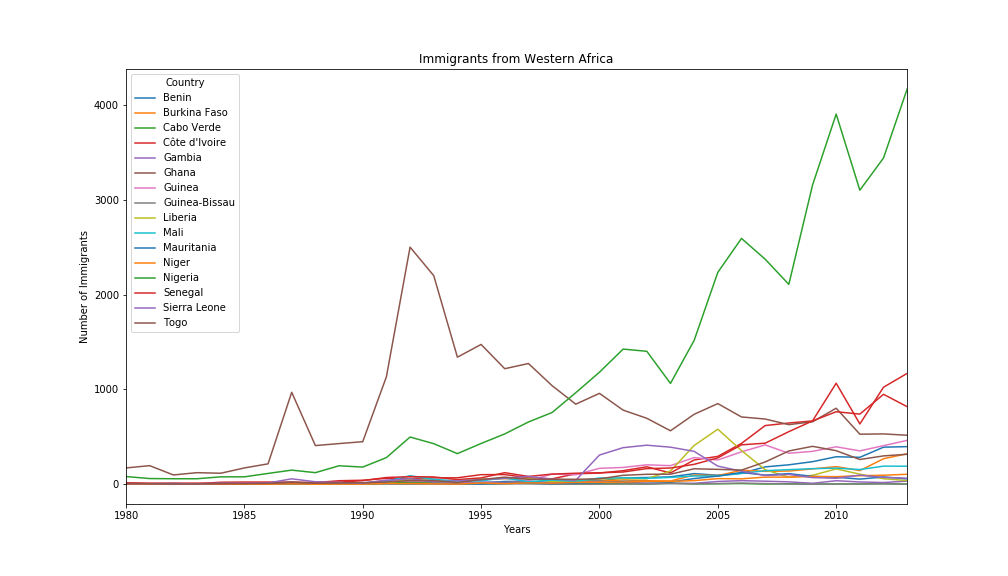 Immigrants from Western Africa
Number of Immigrants
4000
3000
2000
1000
0
Country
Benin
Burkina Faso
Cabo Verde
Côte d'Ivoire
Gambia
Ghana
Guinea
Guinea-Bissau
Liberia
Mali
Mauritania
Niger
Nigeria
Senegal
Sierra Leone
Togo
1980 1985 1990 1995 2000 2005 2010
Years